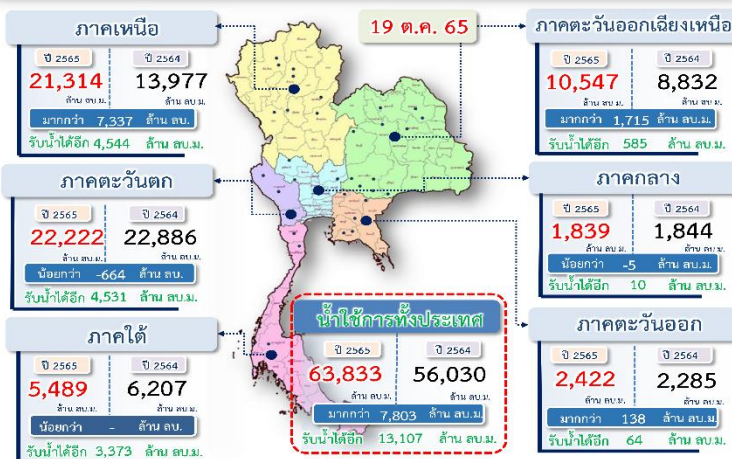 ภาคเหนือ
ปี 2565 ปี 2564
21,314 13,977
ล้าน ลบ.ม. ล้าน ลบ.ม.
มากกว่า 7,337 ล้าน ลบ.
รับน้ำได้อีก 4,544 ล้าน ลบ.ม.
19 ต.ค. 65
ภาคตะวันออกเฉียงเหนือ
ปี 2565 ปี 2564
10,547 8,832
ล้าน ลบ.ม. ล้าน ลบ.ม.
มากกว่า 1,715 ล้าน ลบ.ม.
รับน้ำได้อีก 585 ล้าน ลบ.ม.
ภาคตะวันตก
ปี 2565 ปี 2564
22,222 22,886
ล้าน ลบ.ม. ล้าน ลบ.ม.
น้อยกว่า -664 ล้าน ลบ.
รับน้ำได้อีก 4,531 ล้าน ลบ.ม.
ภาคกลาง
ปี 2565 ปี 2564
1,839 1,844
ล้าน ลบ.ม. ล้าน ลบ.ม.
น้อยกว่า -5 ล้าน ลบ.ม.
รับน้ำได้อีก 10 ล้าน ลบ.ม.
ภาคใต้
ปี 2565 ปี 2564
5,489 6,207
ล้าน ลบ.ม. ล้าน ลบ.ม.
น้อยกว่า - ล้าน ลบ.
รับน้ำได้อีก 3,373 ล้าน ลบ.ม.
น้ำใช้การทั้งประเทศ
ปี 2565 ปี 2564
63,833 56,030
ล้าน ลบ.ม. ล้าน ลบ.ม.
มากกว่า 7,803 ล้าน ลบ.ม.
รับน้ำได้อีก 13,107 ล้าน ลบ.ม.
ภาคตะวันออก
ปี 2565 ปี 2564
2,422 2,285
ล้าน ลบ.ม. ล้าน ลบ.ม.
มากกว่า 138 ล้าน ลบ.ม.
รับน้ำได้อีก 64 ล้าน ลบ.ม.